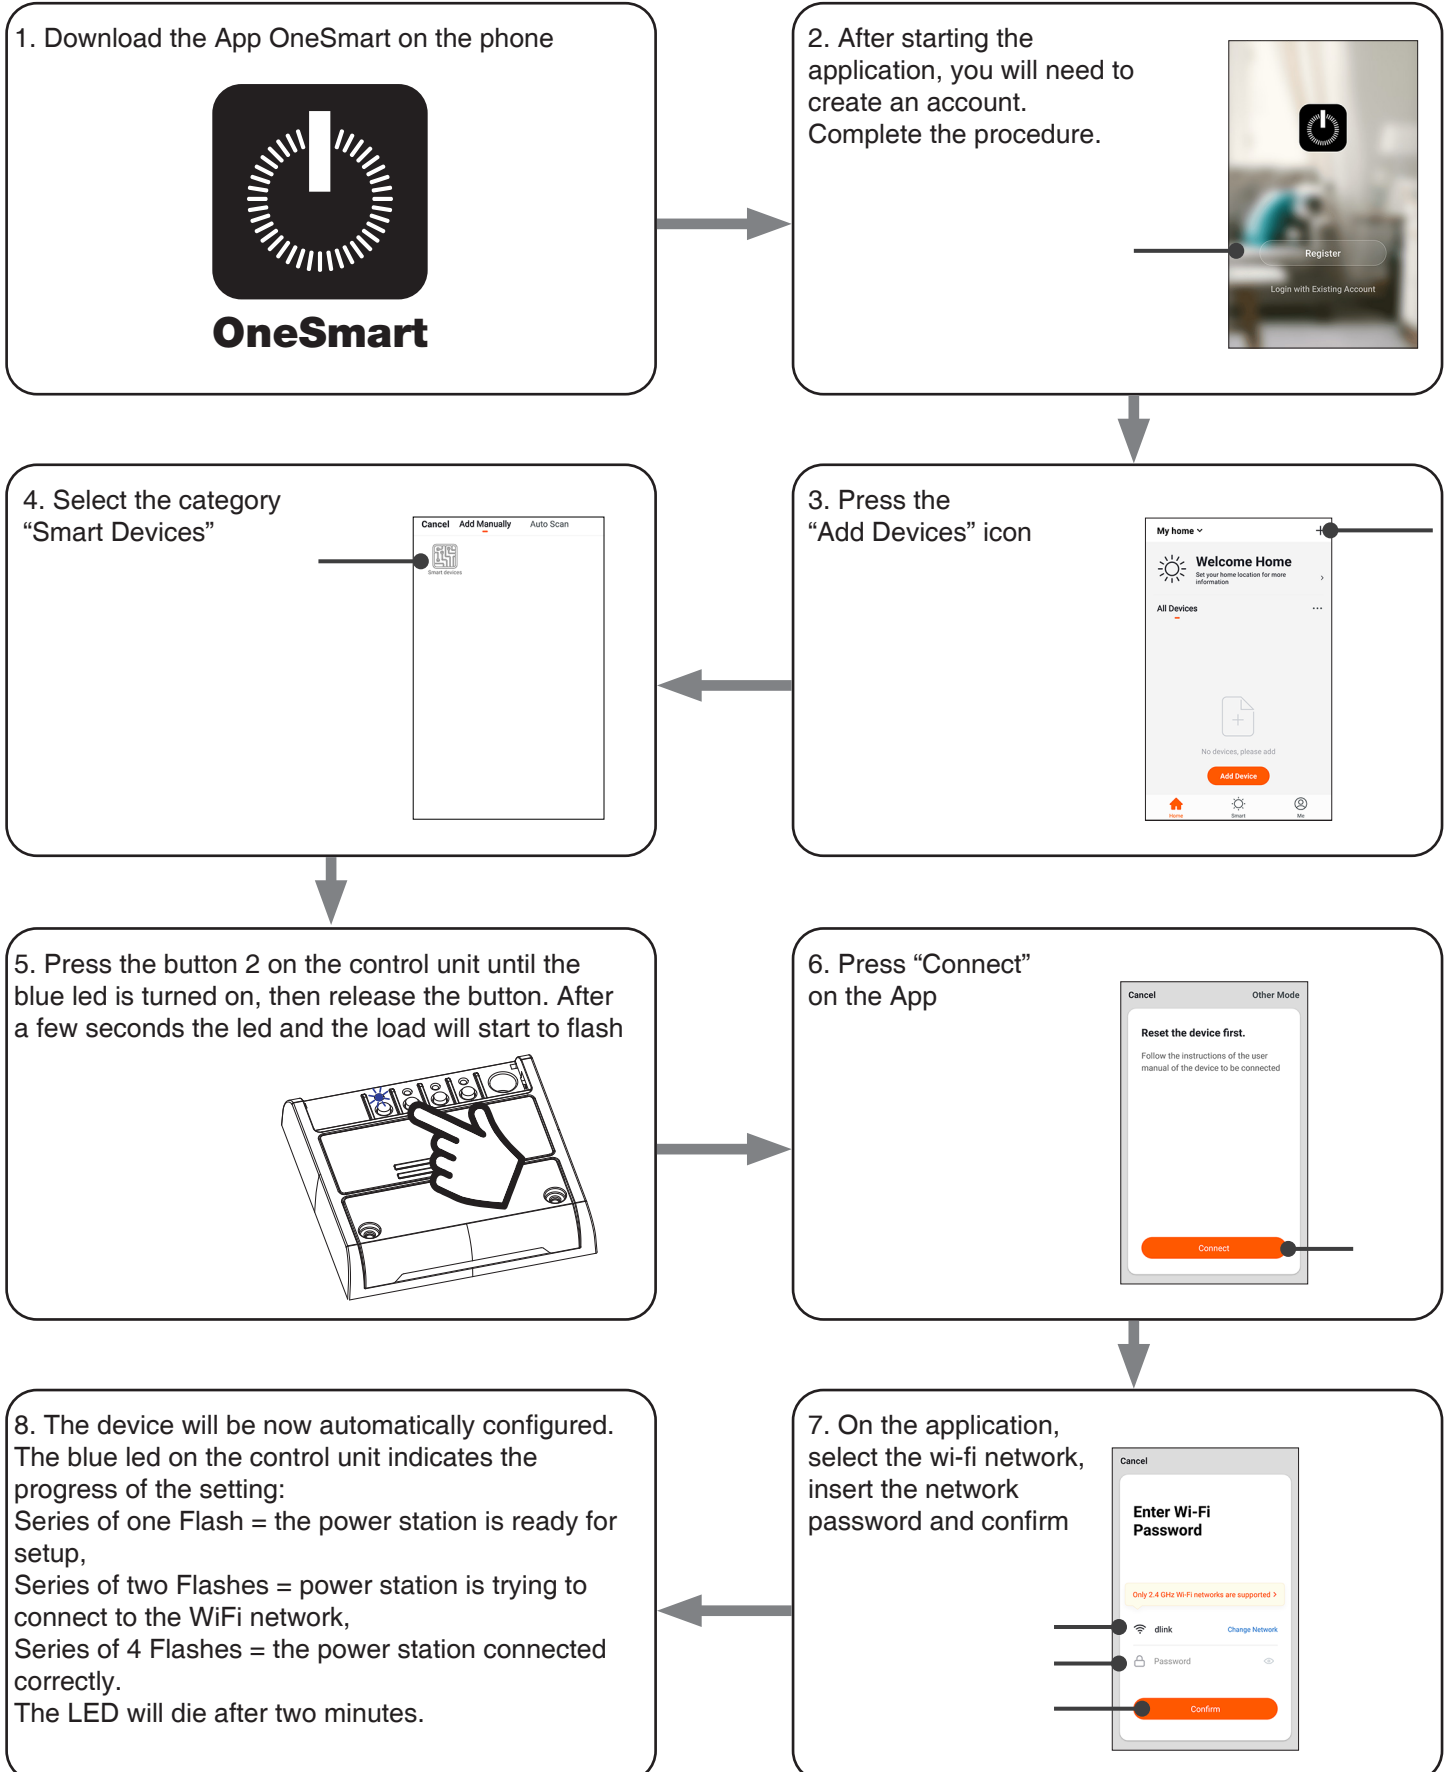 1. Download the App OneSmart on the phone
OneSmart
2. After starting the
application, you will need to
create an account.
Complete the procedure.
Register
Login with Existing Account
3. Press the
“Add Devices” icon
My home
Welcome Home
Set your home location for more
information
All Devices
No devices, please add
Add Device
Home
Smart
Me
4. Select the category
“Smart Devices”
Cancel Add Manually Auto Scan
Smart devices
5. Press the button 2 on the control unit until the
blue led is turned on, then release the button. After
a few seconds the led and the load will start to flash
6. Press “Connect”
on the App
Cancel Other Mode
Reset the device first.
Follow the instructions of the user
manual of the device to be connected
Connect
7. On the application,
select the wi-fi network,
insert the network
password and confirm
Cancel
Enter Wi-Fi
Password
Only 2.4 GHz Wi-Fi networks are supported >
dlink Change Network
Password
Confirm
8. The device will be now automatically configured.
The blue led on the control unit indicates the
progress of the setting:
Series of one Flash = the power station is ready for
setup,
Series of two Flashes = power station is trying to
connect to the WiFi network,
Series of 4 Flashes = the power station connected
correctly.
The LED will die after two minutes.